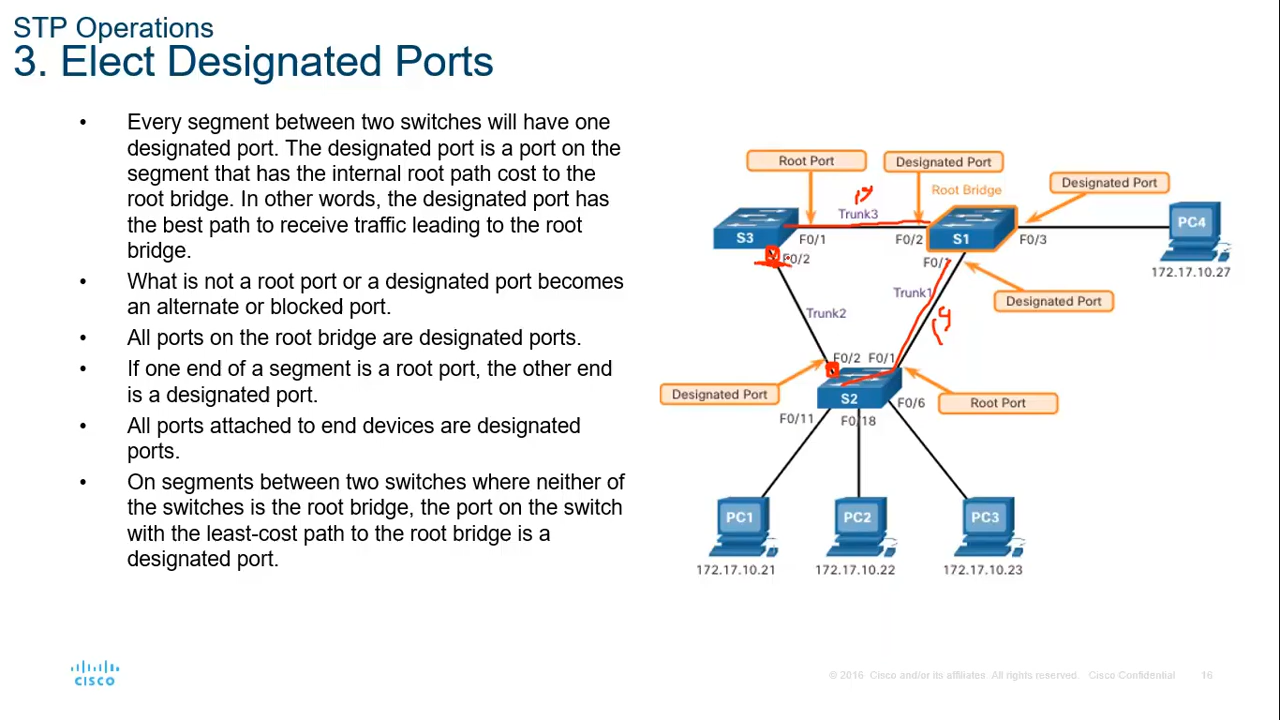 STP Operations
3. Elect Designated Ports
• Every segment between two switches will have one
designated port. The designated port is a port on the
segment that has the internal root path cost to the
root bridge. In other words, the designated port has
the best path to receive traffic leading to the root
bridge.
• What is not a root port or a designated port becomes
an alternate or blocked port.
• All ports on the root bridge are designated ports.
• If one end of a segment is a root port, the other end
is a designated port.
• All ports attached to end devices are designated
ports.
• On segments between two switches where neither of
the switches is the root bridge, the port on the switch
with the least-cost path to the root bridge is a
designated port.
Root Port
Designated Port
Root Bridge
Designated Port
19
Trunk3
S3
F0/1
F0/2
S1
F0/3
PC4
172.17.10.27
F0/2
F0/1
Trunk1
Designated Port
19
Trunk2
F0/2
F0/1
Designated Port
S2
F0/6
Root Port
F0/11
F0/18
PC1
PC2
PC3
172.17.10.21
172.17.10.22
172.17.10.23
CISCO
© 2016 Cisco and/or its affiliates. All rights reserved. Cisco Confidential
16